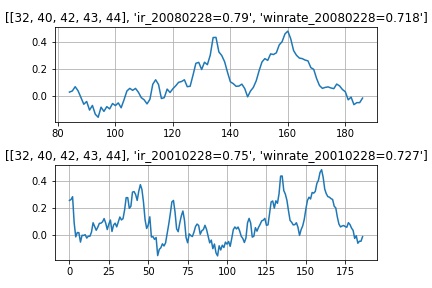 [[32, 40, 42, 43, 44], 'ir_20080228=0.79', 'winrate_20080228=0.718']
0.4
0.2
0.0
80 100 120 140 160 180
[[32, 40, 42, 43, 44], 'ir_20010228=0.75', 'winrate_20010228=0.727']
0.4
0.2
0.0
0 25 50 75 100 125 150 175